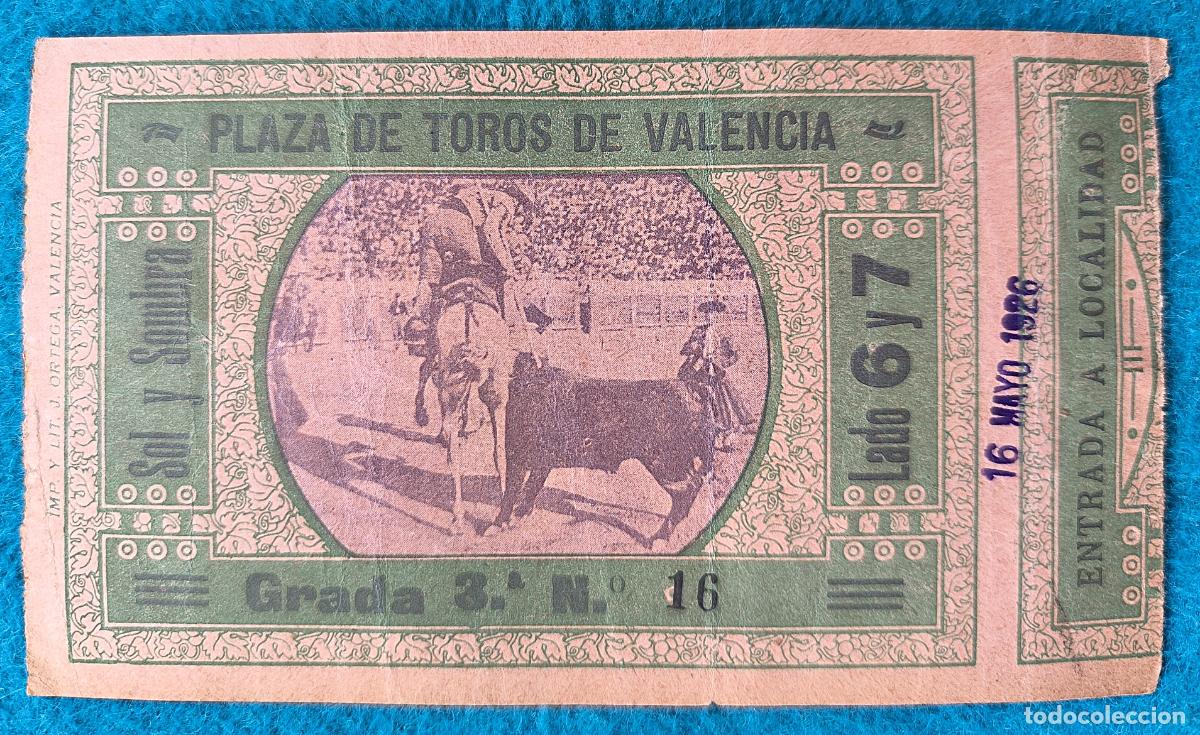 PLAZA DE TOROS DE VALENCIA
Sol y Sombra
Lado 6 y 7
Grada 3.ª N.º 16
IMP. Y LIT. J. ORTEGA. VALENCIA
16 MAYO 1926
ENTRADA A LOCALIDAD
todocoleccion